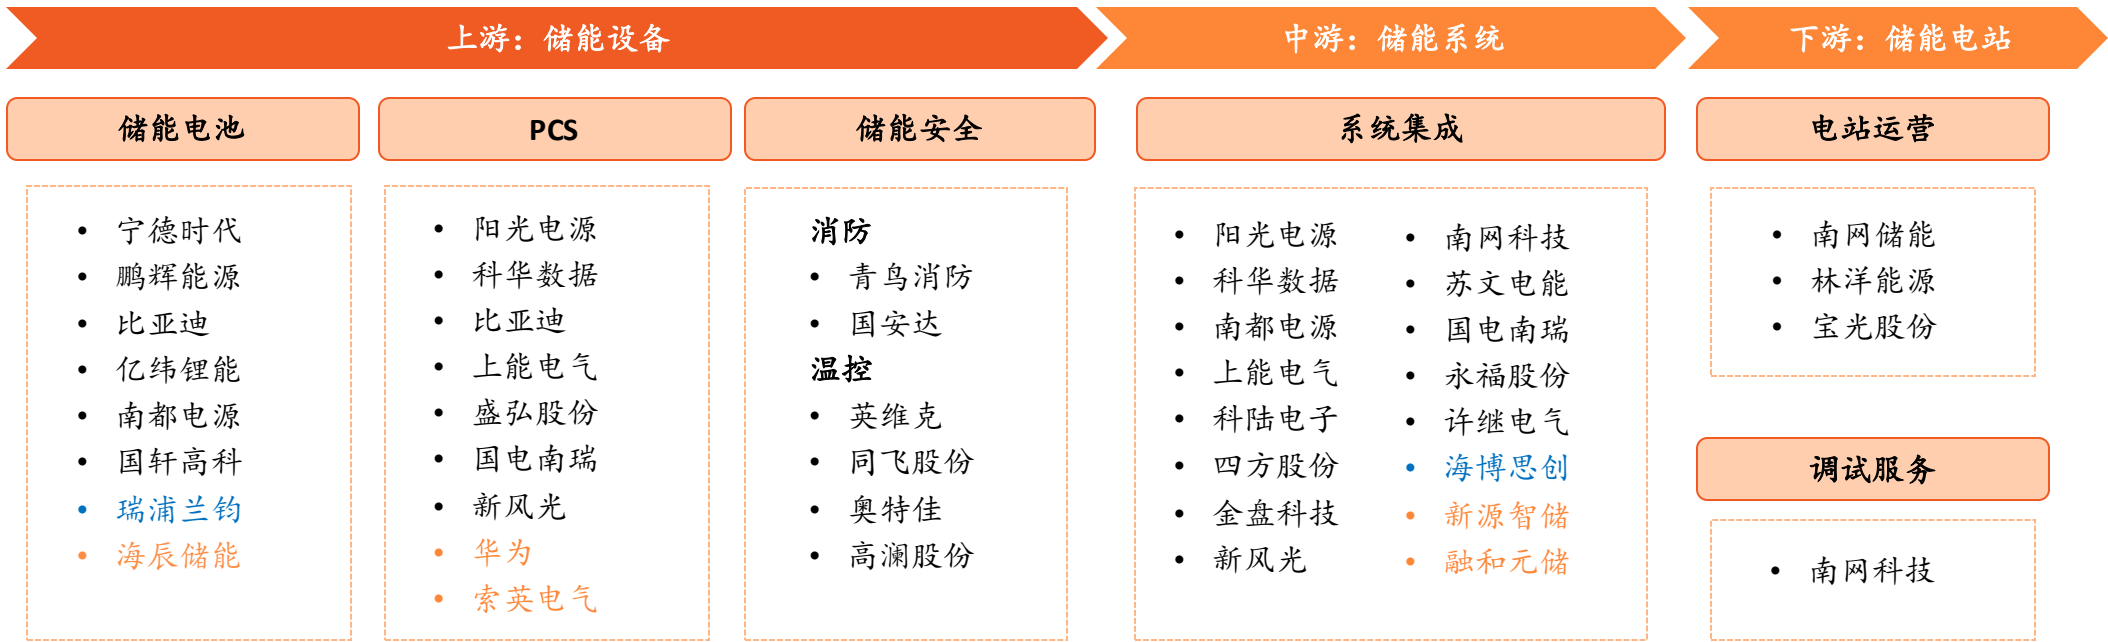 上游：储能设备
中游：储能系统
下游：储能电站
储能电池
PCS
储能安全
系统集成
电站运营
• 宁德时代
• 鹏辉能源
• 比亚迪
• 亿纬锂能
• 南都电源
• 国轩高科
• 瑞浦兰钧
• 海辰储能
• 阳光电源
• 科华数据
• 比亚迪
• 上能电气
• 盛弘股份
• 国电南瑞
• 新风光
• 华为
• 索英电气
消防
• 青鸟消防
• 国安达
温控
• 英维克
• 同飞股份
• 奥特佳
• 高澜股份
• 阳光电源
• 科华数据
• 南都电源
• 上能电气
• 科陆电子
• 四方股份
• 金盘科技
• 新风光
• 南网科技
• 苏文电能
• 国电南瑞
• 永福股份
• 许继电气
• 海博思创
• 新源智储
• 融和元储
• 南网储能
• 林洋能源
• 宝光股份
调试服务
• 南网科技